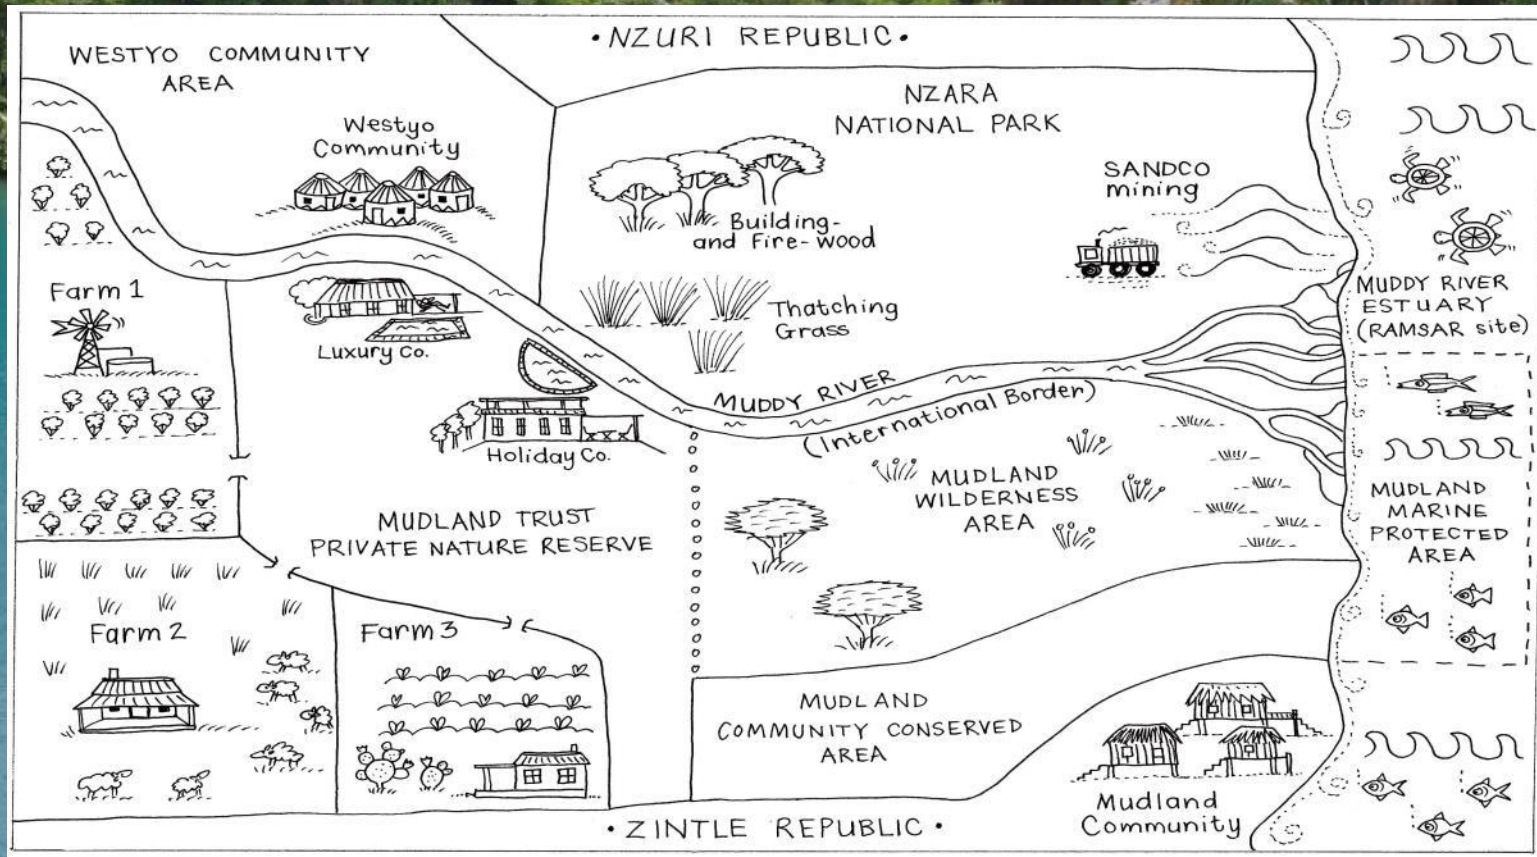 • NZURI REPUBLIC •
WESTYO COMMUNITY
AREA
Westyo
Community
NZARA
NATIONAL PARK
SANDCO
mining
Building-
and Fire-wood
Thatching
Grass
Farm 1
Luxury Co.
Holiday Co.
MUDDY RIVER
(International Border)
MUDDY RIVER
ESTUARY
(RAMSAR site)
MUDLAND TRUST
PRIVATE NATURE RESERVE
MUDLAND
WILDERNESS
AREA
MUDLAND
MARINE
PROTECTED
AREA
Farm 2
Farm 3
MUDLAND
COMMUNITY CONSERVED
AREA
Mudland
Community
• ZINTLE REPUBLIC •